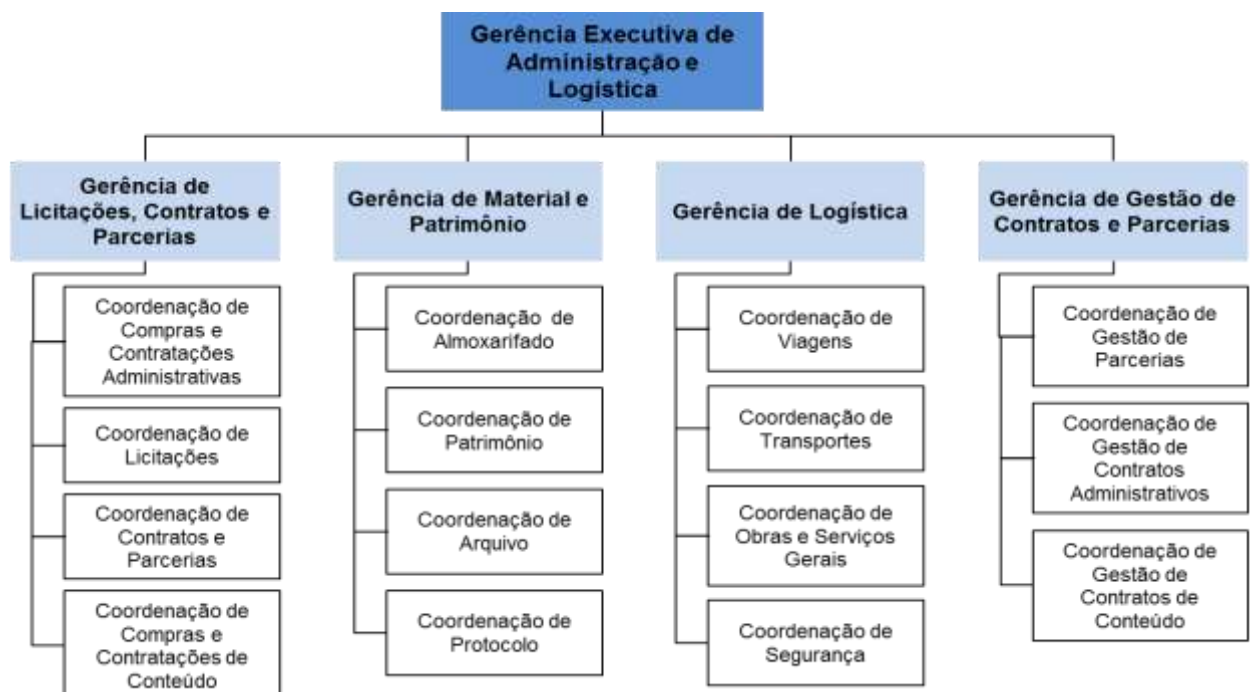 Gerência Executiva de
Administração e
Logística
Gerência de
Licitações, Contratos e
Parcerias
Coordenação de
Compras e
Contratações
Administrativas
Coordenação de
Licitações
Coordenação de
Contratos e
Parcerias
Coordenação de
Compras e
Contratações de
Conteúdo
Gerência de Material e
Patrimônio
Coordenação de
Almoxarifado
Coordenação de
Patrimônio
Coordenação de
Arquivo
Coordenação de
Protocolo
Gerência de Logística
Coordenação de
Viagens
Coordenação de
Transportes
Coordenação de
Obras e Serviços
Gerais
Coordenação de
Segurança
Gerência de Gestão de
Contratos e Parcerias
Coordenação de
Gestão de
Parcerias
Coordenação de
Gestão de
Contratos
Administrativos
Coordenação de
Gestão de
Contratos de
Conteúdo